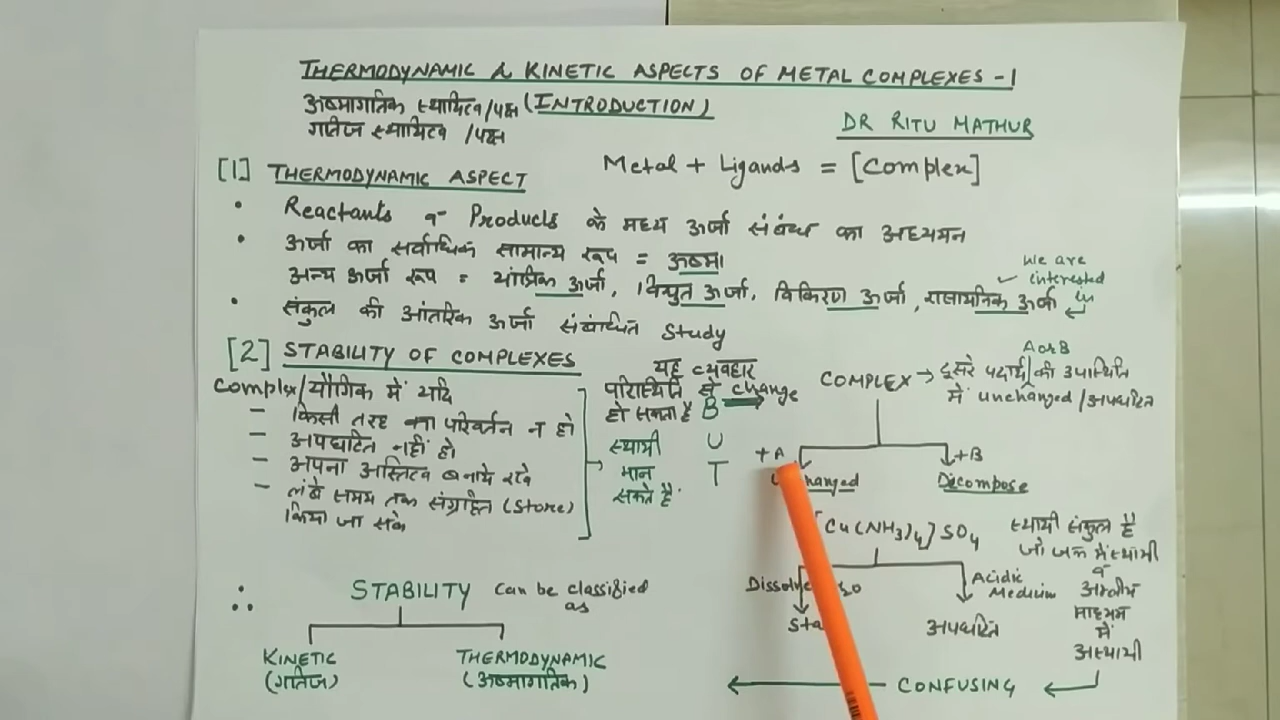 THERMODYNAMIC & KINETIC ASPECTS OF METAL COMPLEXES - 1
ऊष्मागतिक स्थायित्व/पक्ष (INTRODUCTION)
गतिज स्थायित्व /पक्ष
DR RITU MATHUR
[1] THERMODYNAMIC ASPECT
Metal + Ligands = [Complex]
• Reactants व Products के मध्य ऊर्जा संबंध का अध्ययन
• ऊर्जा का सर्वाधिक सामान्य रूप = ऊष्मा
अन्य ऊर्जा रूप = यांत्रिक ऊर्जा, विद्युत ऊर्जा, विकिरण ऊर्जा, रासायनिक ऊर्जा
We are
interested
in
• संकुल की आंतरिक ऊर्जा संबंधित study
[2] STABILITY OF COMPLEXES
Complex/यौगिक में यदि
- किसी तरह का परिवर्तन न हो
- अपघटित नहीं हो
- अपना अस्तित्व बनाये रखे
- लंबे समय तक संग्रहित (Store)
किया जा सके
स्थायी
मान
सकते है.
B
U
T
यह व्यवहार
परिस्थिति से change
हो सकता है
COMPLEX → दूसरे पदार्थ की उपस्थिति
A or B
में unchanged/अपघटित
+A
+B
Decompose
[Cu(NH3)4] SO4
स्थायी संकुल है
जो जल में स्थायी
व
अम्लीय
माध्यम
में
अस्थायी
Acidic
Medium
अपघटित
CONFUSING
∴ STABILITY can be classified
as
KINETIC
(गतिज)
THERMODYNAMIC
(ऊष्मागतिक)